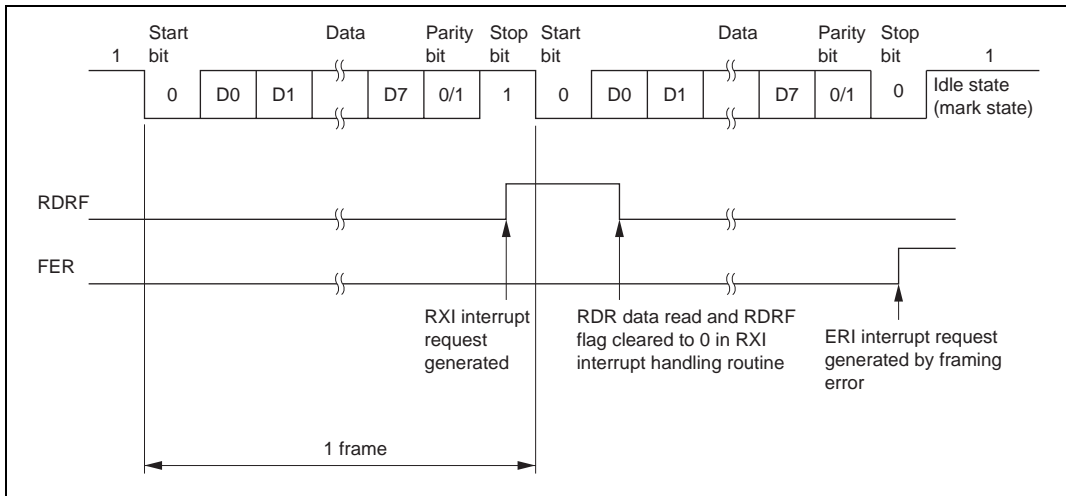 1
Start bit
Data
Parity bit
Stop bit
Start bit
Data
Parity bit
Stop bit
1
0
D0
D1
D7
0/1
1
0
D0
D1
D7
0/1
0
Idle state
(mark state)
RDRF
FER
RXI interrupt
request
generated
RDR data read and RDRF
flag cleared to 0 in RXI
interrupt handling routine
ERI interrupt request
generated by framing
error
1 frame